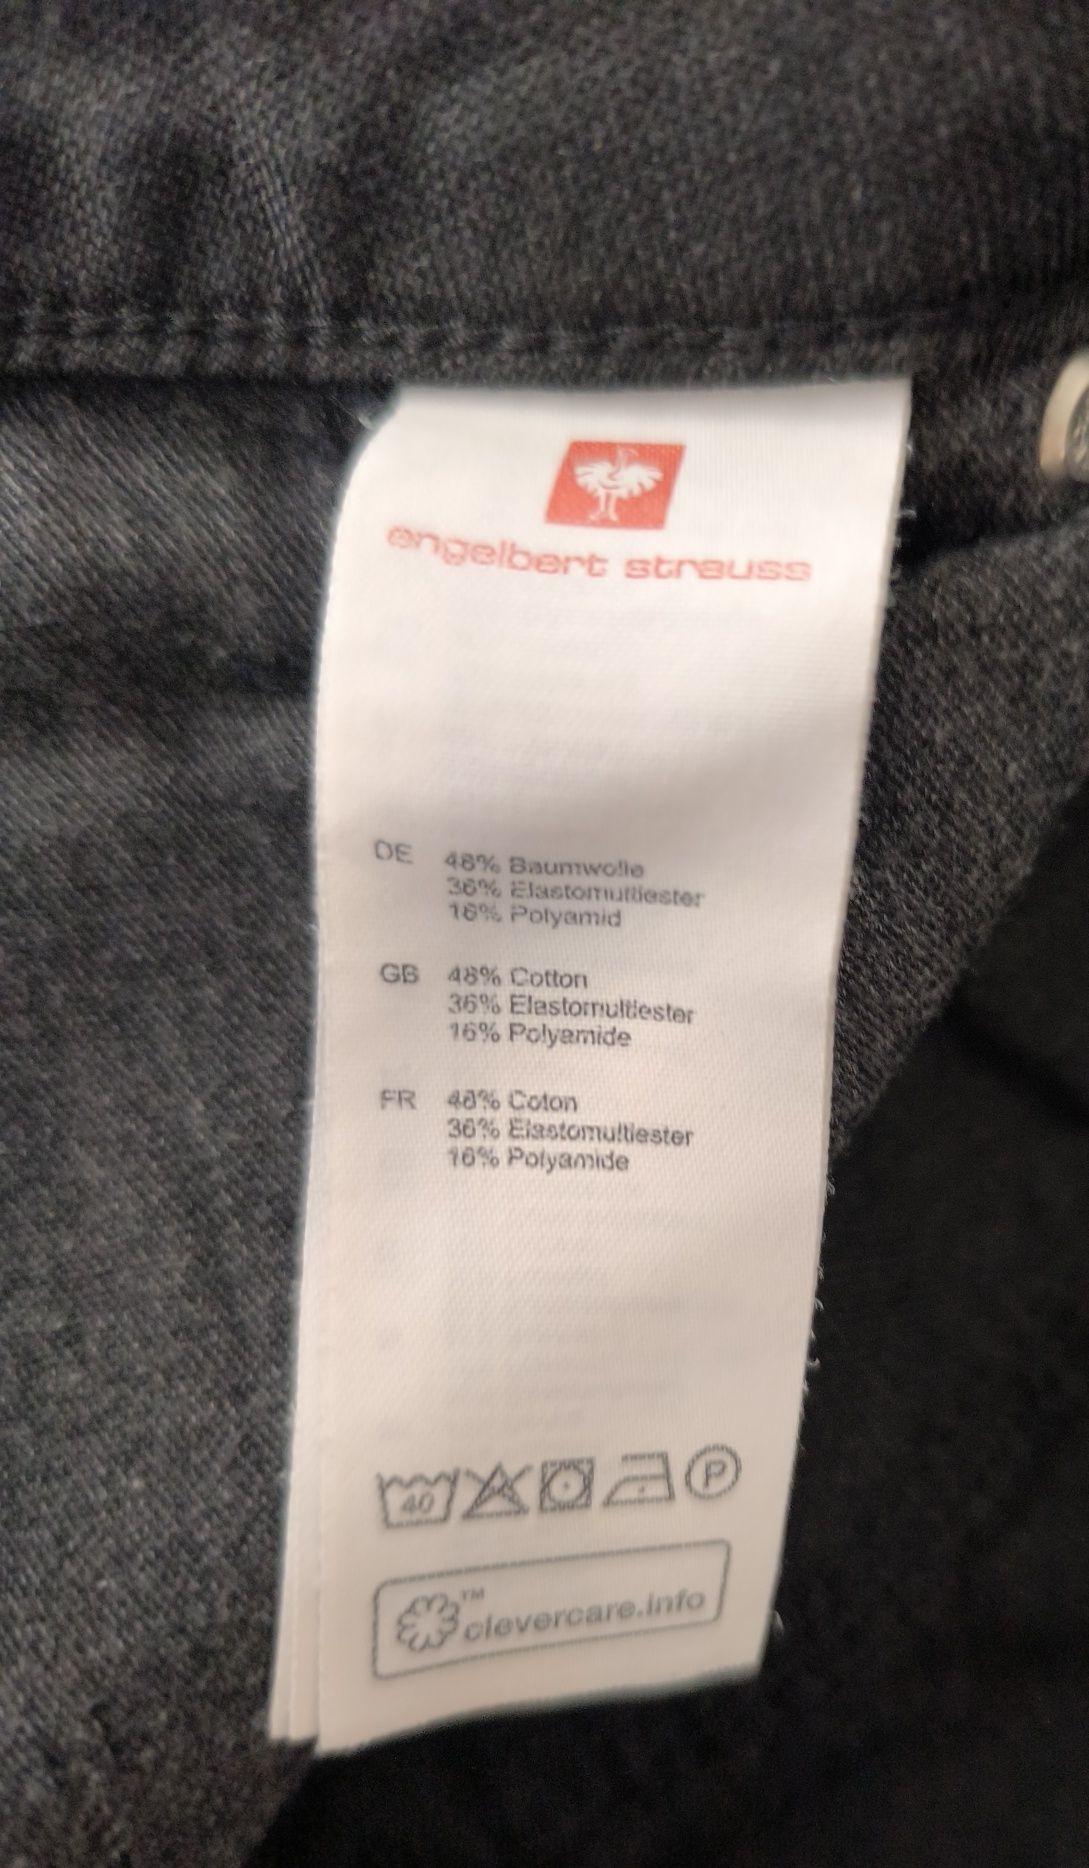 engelbert strauss
DE 48% Baumwolle
36% Elastomultiester
16% Polyamid
GB 48% Cotton
36% Elastomultiester
16% Polyamide
FR 48% Coton
36% Elastomultiester
16% Polyamide
40 P
™ clevercare.info